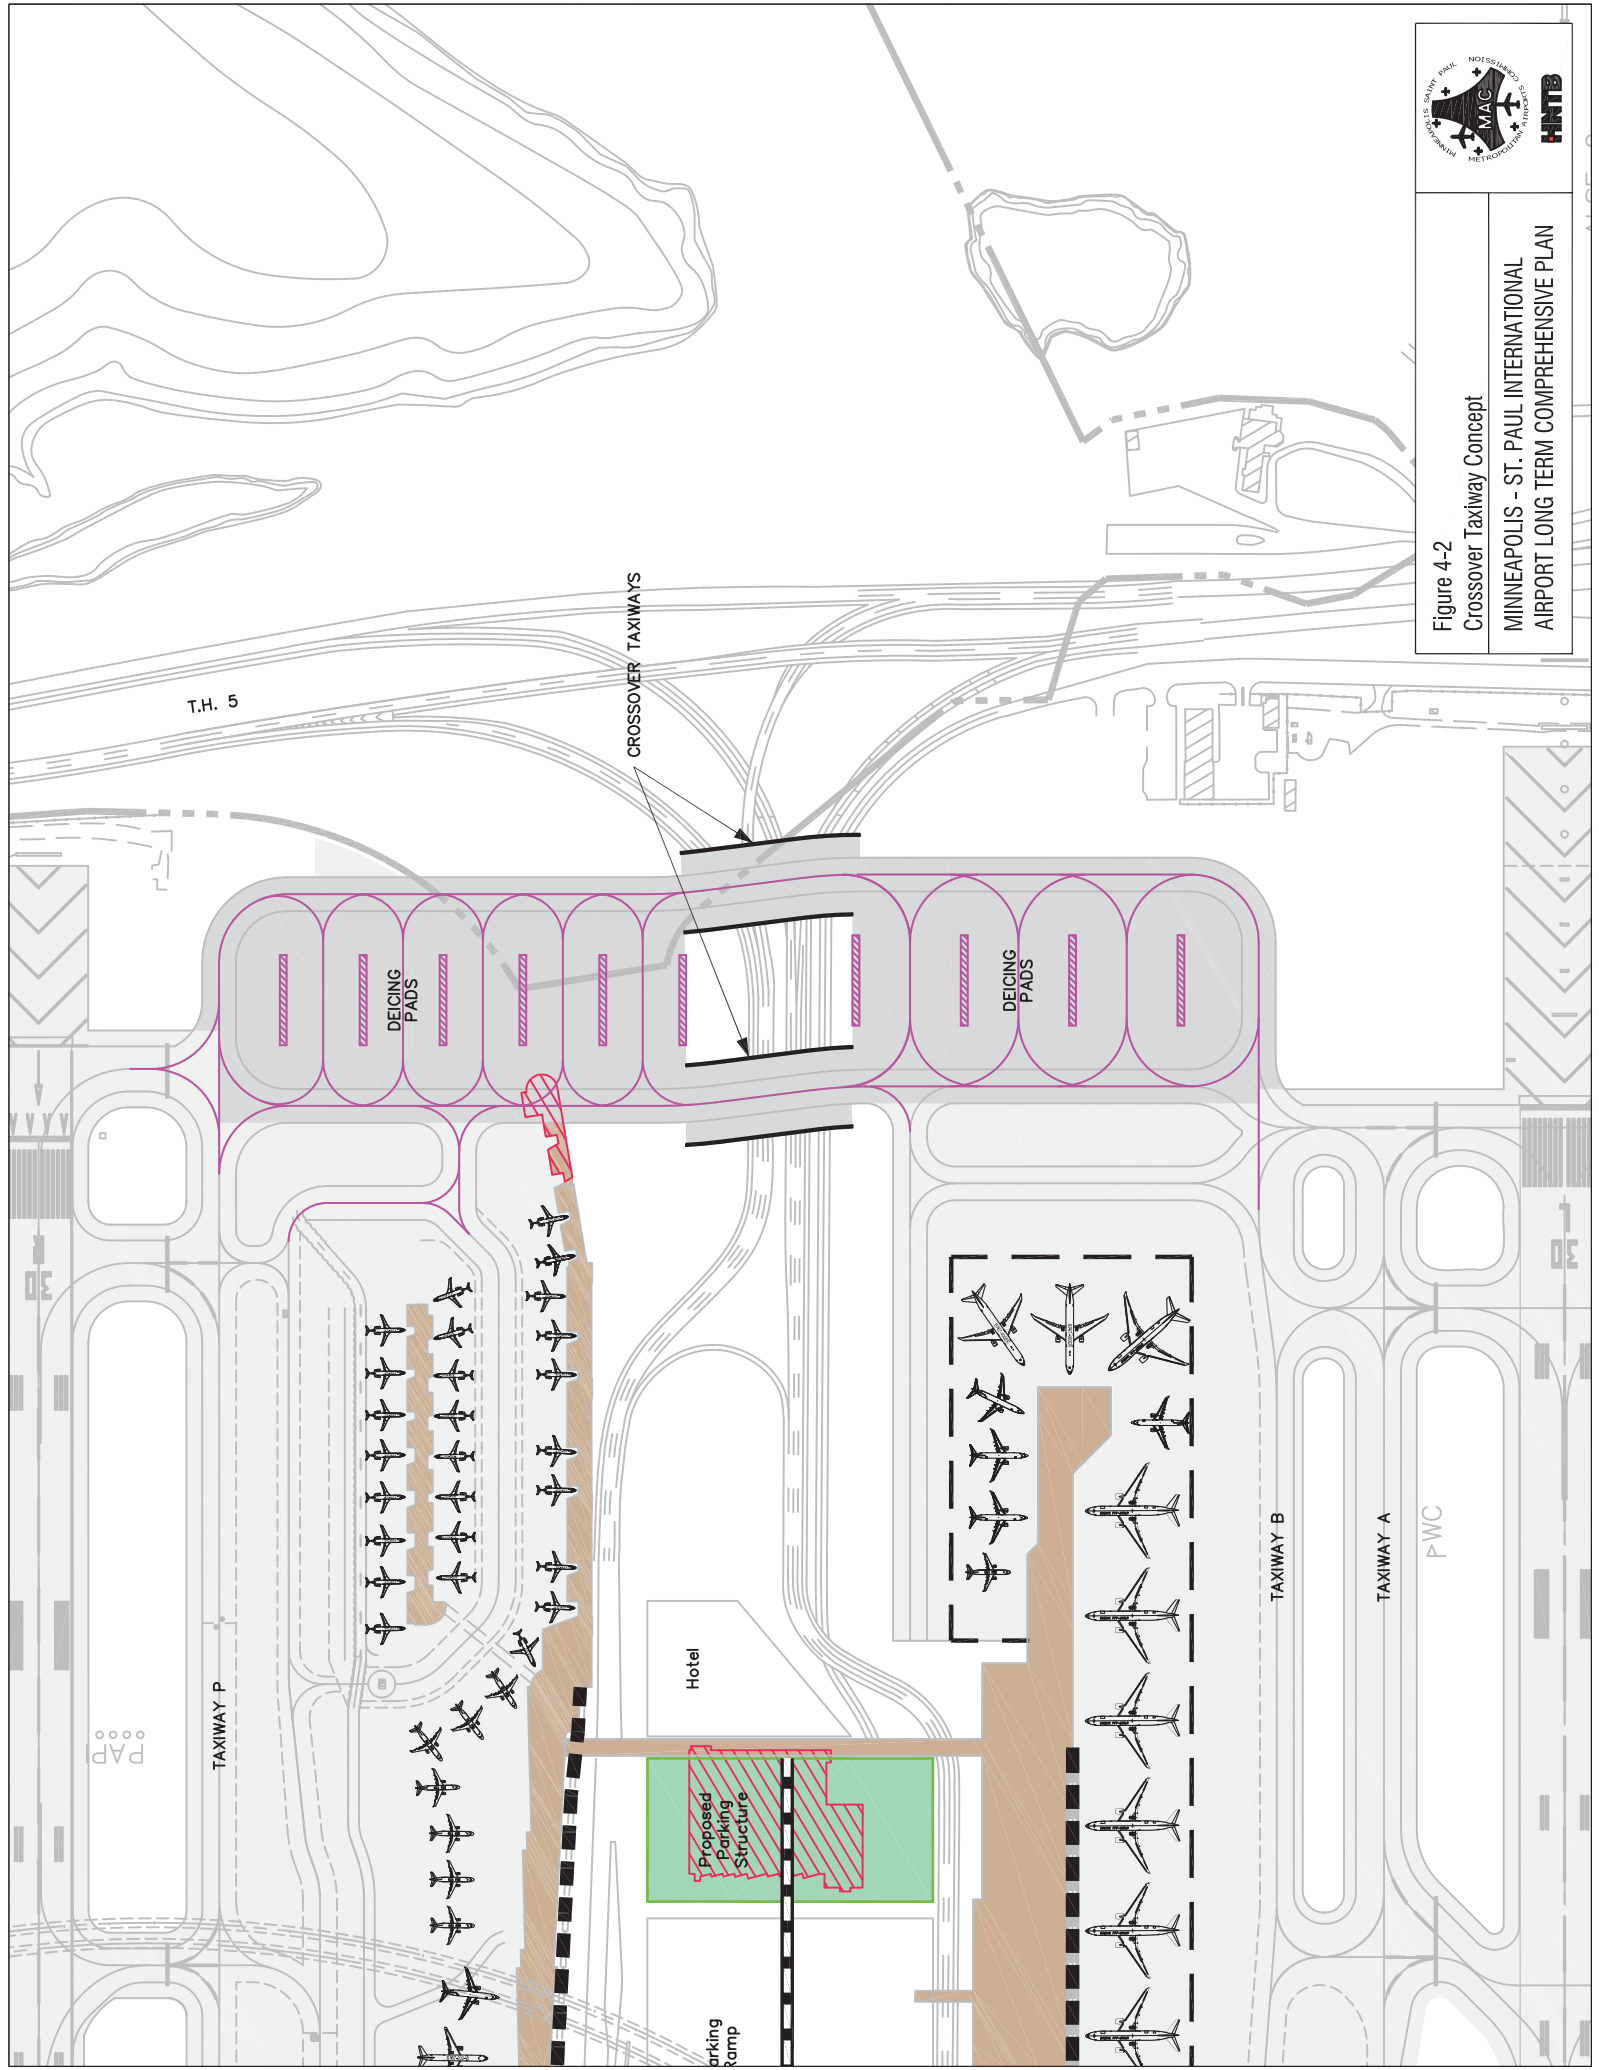 Figure 4-2
Crossover Taxiway Concept
MINNEAPOLIS - ST. PAUL INTERNATIONAL
AIRPORT LONG TERM COMPREHENSIVE PLAN
MINNEAPOLIS SAINT PAUL
METROPOLITAN AIRPORTS COMMISSION
MAC
HNTB
T.H. 5
CROSSOVER TAXIWAYS
DEICING
PADS
DEICING
PADS
TAXIWAY P
TAXIWAY B
TAXIWAY A
Hotel
Proposed
Parking
Structure
arking
Ramp
PAPI
30
30
L